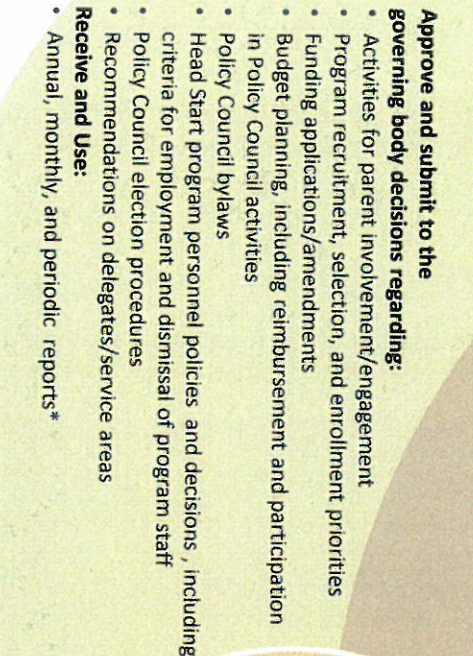 Approve and submit to the
governing body decisions regarding:
• Activities for parent involvement/engagement
• Program recruitment, selection, and enrollment priorities
• Funding applications/amendments
• Budget planning, including reimbursement and participation
in Policy Council activities
• Policy Council bylaws
• Head Start program personnel policies and decisions , including
criteria for employment and dismissal of program staff
• Policy Council election procedures
• Recommendations on delegates/service areas
Receive and Use:
• Annual, monthly, and periodic reports*